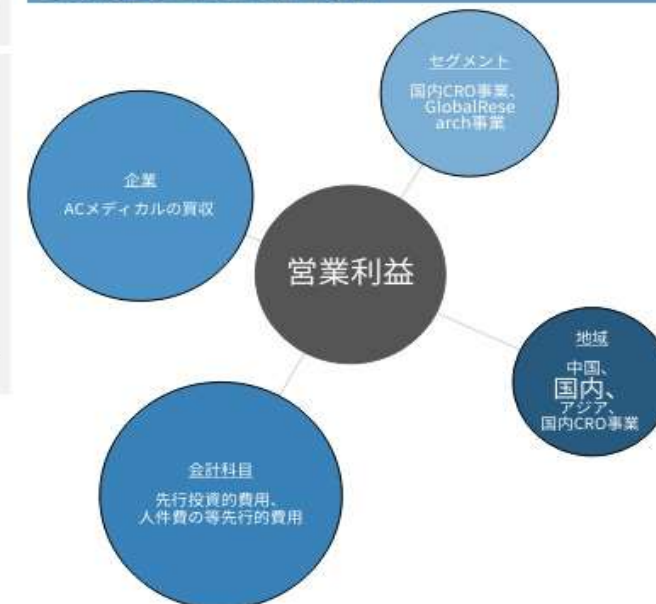 セグメント
国内CRO事業、
GlobalRese
arch事業
企業
ACメディカルの買収
営業利益
地域
中国、
国内、
アジア、
国内CRO事業
会計科目
先行投資的費用、
人件費の等先行的費用